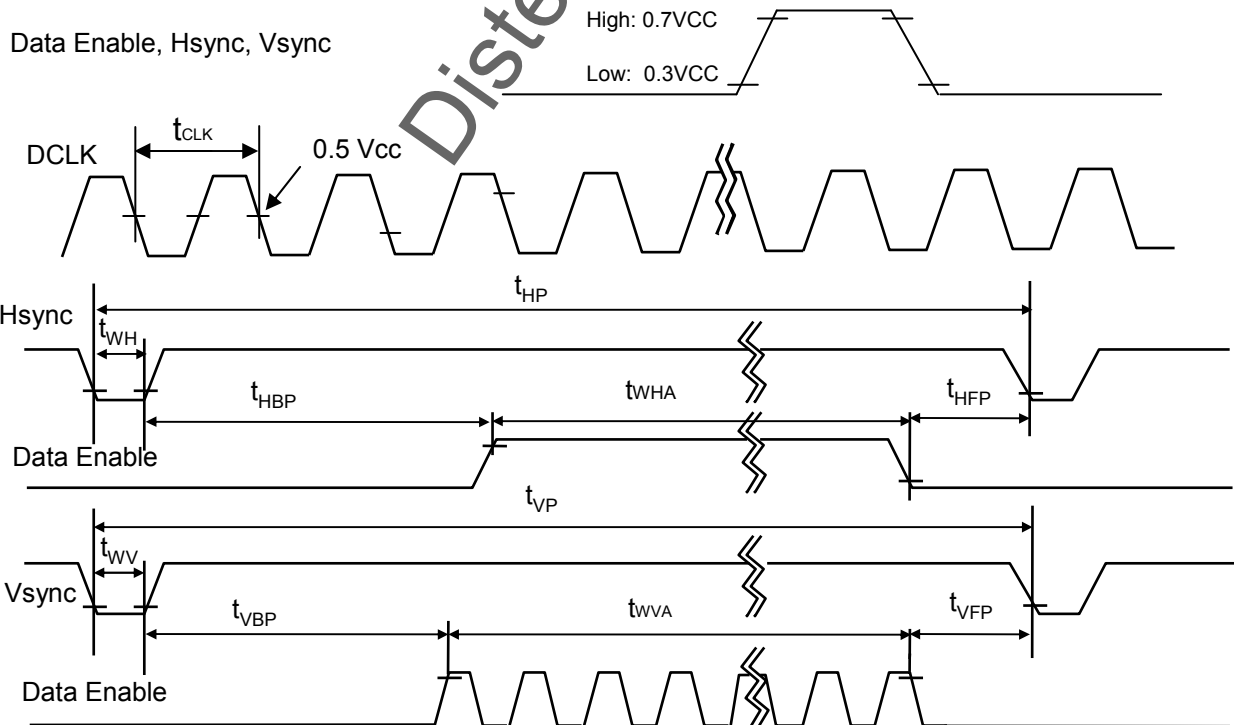 High: 0.7VCC
Data Enable, Hsync, Vsync
Low: 0.3VCC
Diste
tCLK
DCLK
0.5 Vcc
tHP
Hsync
tWH
tHBP
tWHA
tHFP
Data Enable
tVP
tWV
Vsync
tVBP
tWVA
tVFP
Data Enable